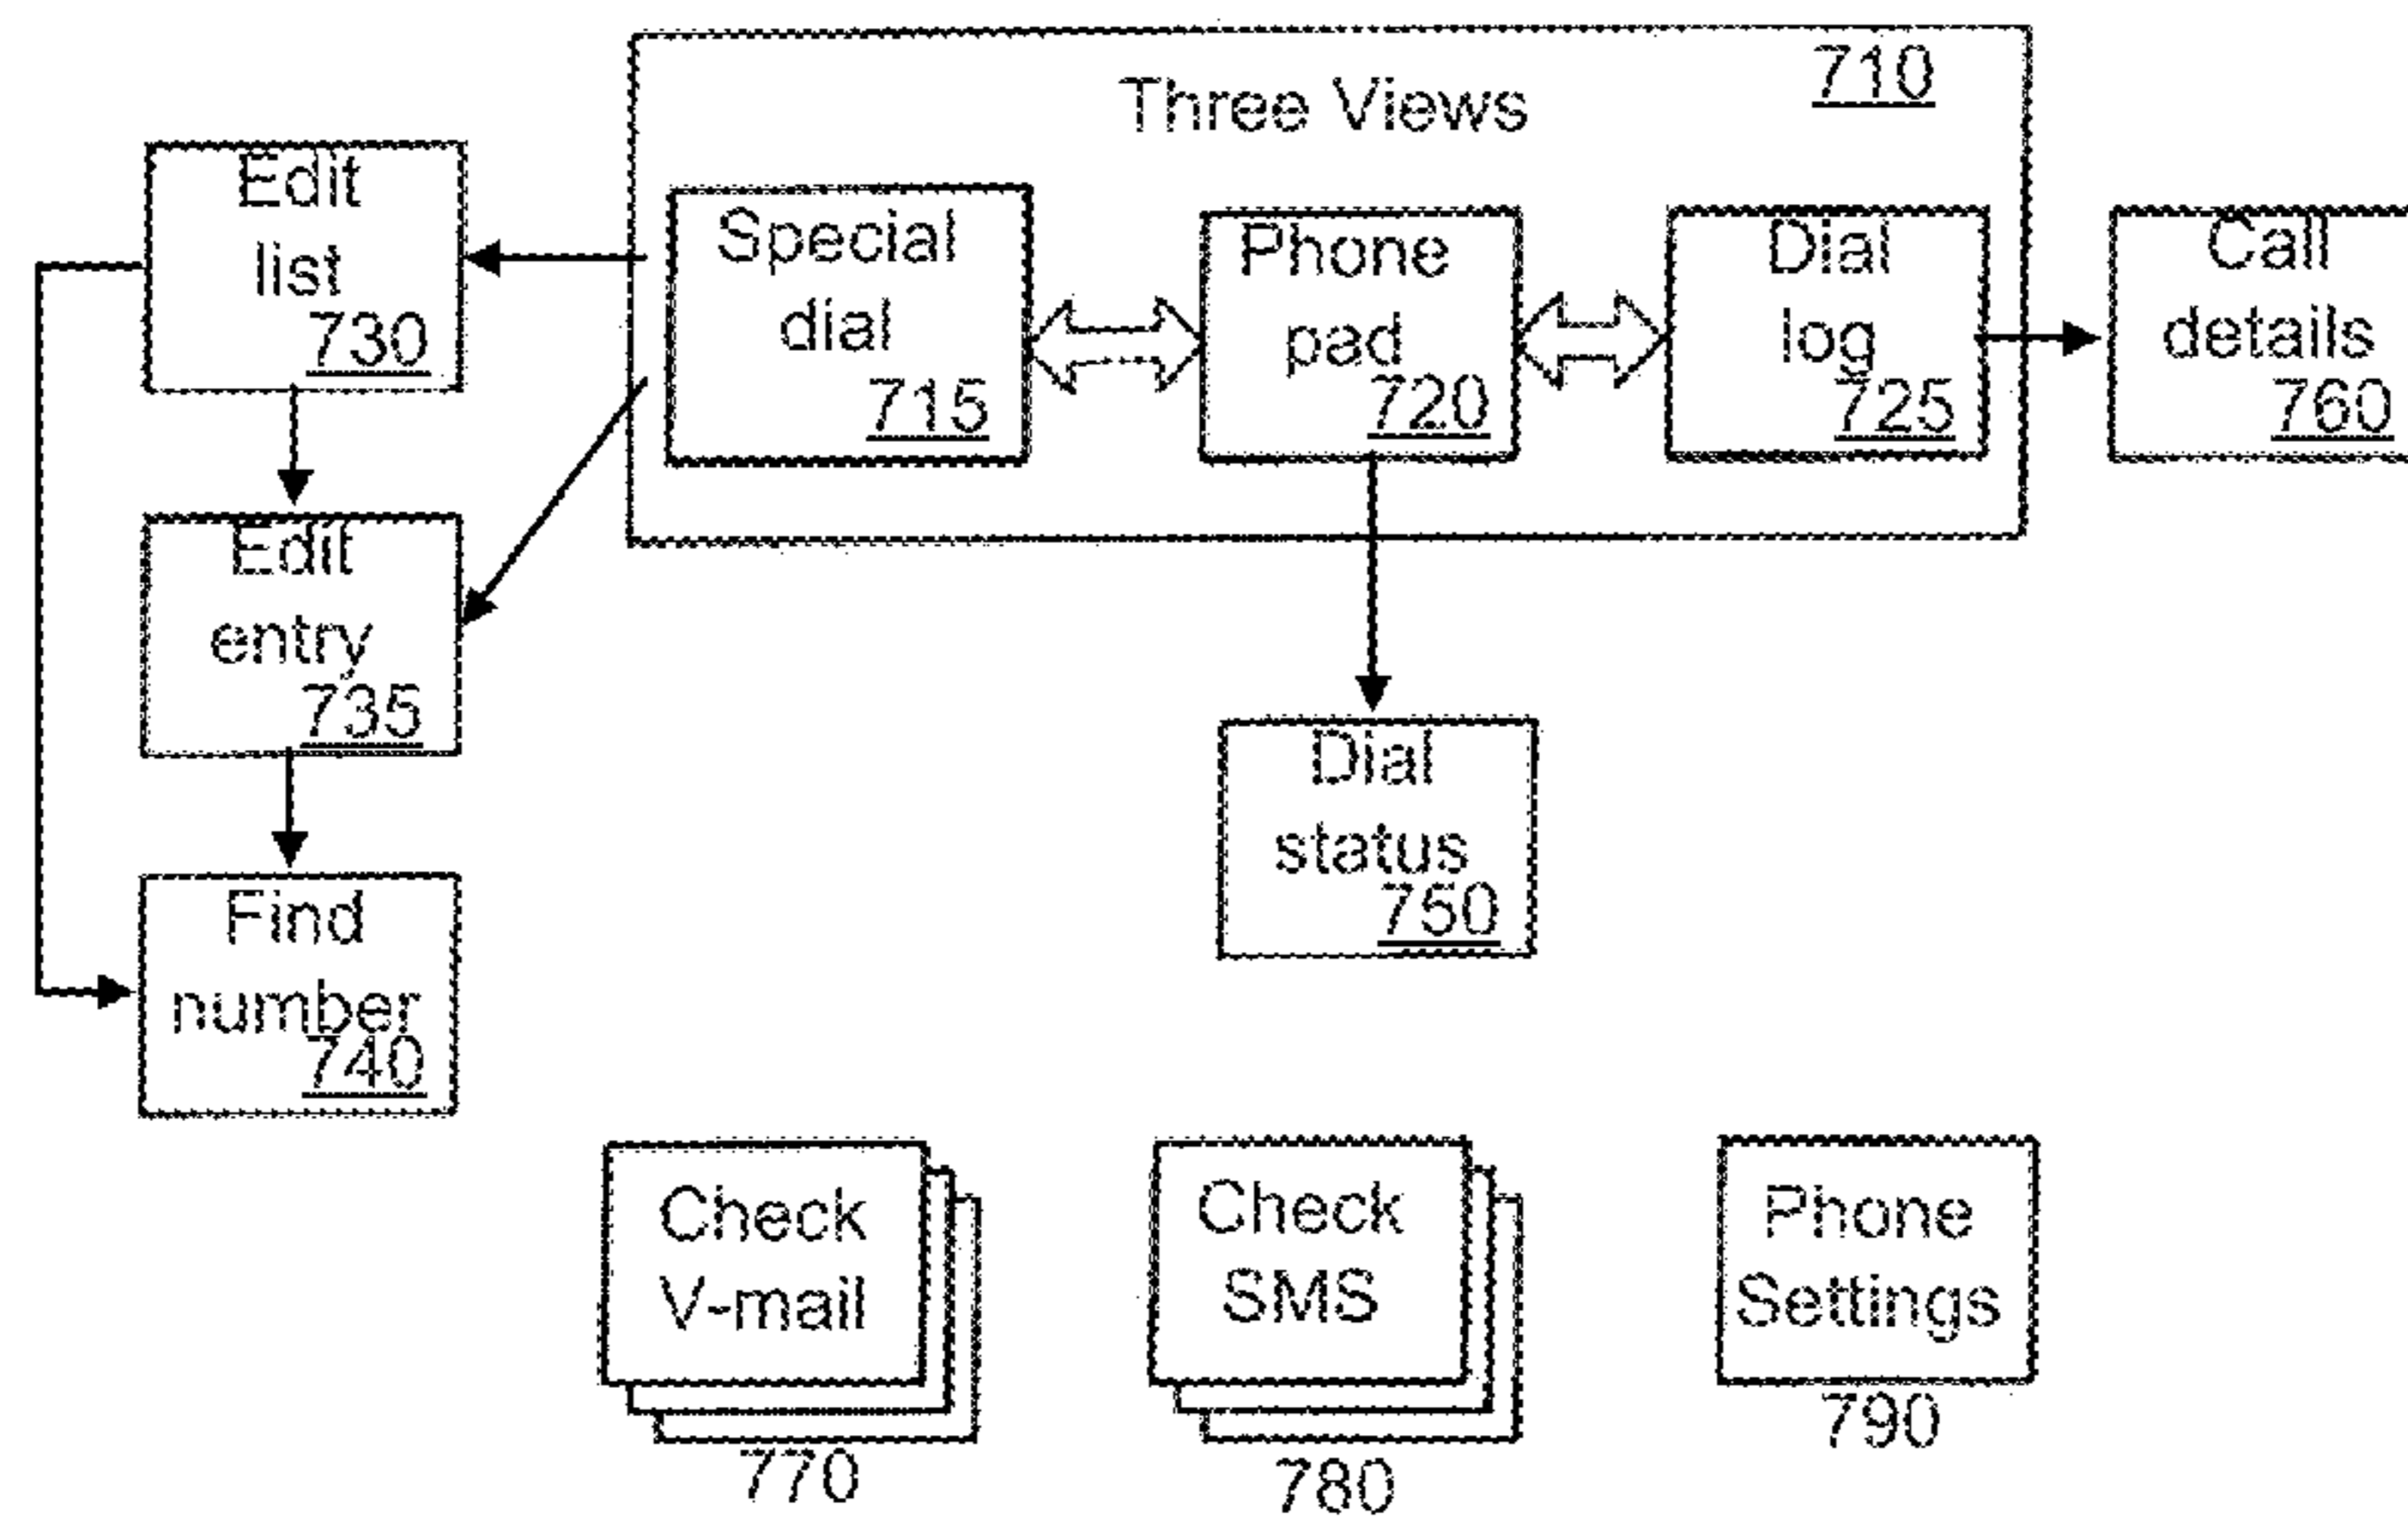 710
Three Views
Edit
list
730
Special
dial
715
Phone
pad
720
Dial
log
725
Call
details
760
Edit
entry
735
Dial
status
750
Find
number
740
Check
V-mail
770
Check
SMS
780
Phone
Settings
790